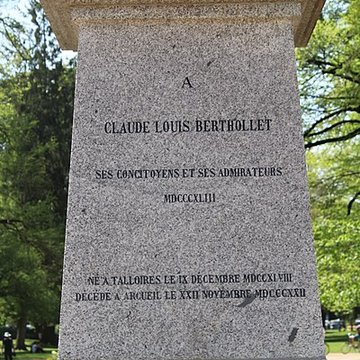 A
CLAUDE LOUIS BERTHOLLET
SES CONCITOYENS ET SES ADMIRATEURS
MDCCCXLIII
NÉ A TALLOIRES LE IX DÉCEMBRE MDCCXLVIII
DÉCÉDÉ A ARCUEIL LE XXII NOVEMBRE MDCCCXXII